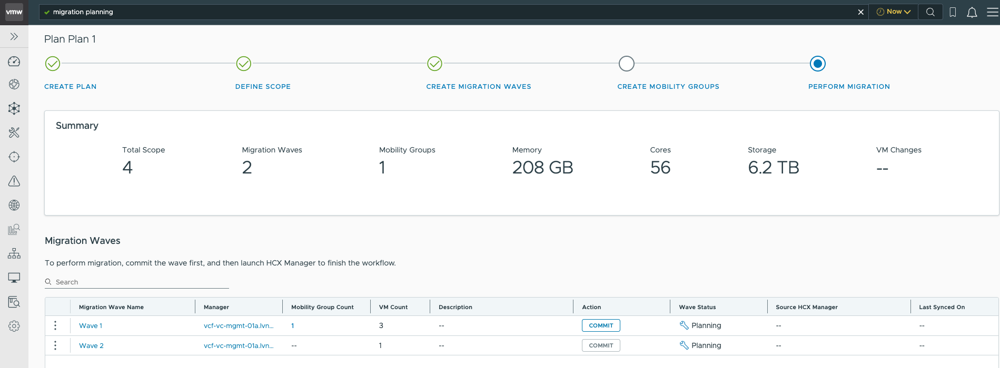 vmw
migration planning
Now
Plan Plan 1
CREATE PLAN
DEFINE SCOPE
CREATE MIGRATION WAVES
CREATE MOBILITY GROUPS
PERFORM MIGRATION
Summary
Total Scope
4
Migration Waves
2
Mobility Groups
1
Memory
208 GB
Cores
56
Storage
6.2 TB
VM Changes
--
Migration Waves
To perform migration, commit the wave first, and then launch HCX Manager to finish the workflow.
Search
Migration Wave Name Manager Mobility Group Count VM Count Description Action Wave Status Source HCX Manager Last Synced On
Wave 1 vcf-vc-mgmt-01a.lvn... 1 3 -- COMMIT Planning -- --
Wave 2 vcf-vc-mgmt-01a.lvn... -- 1 -- COMMIT Planning -- --